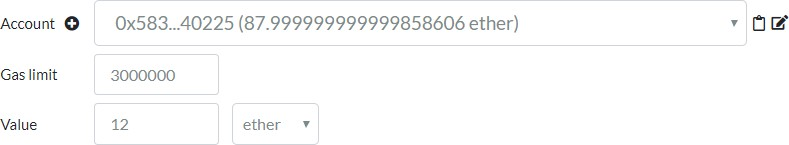 Account 0x583...40225 (87.999999999999858606 ether)
Gas limit 3000000
Value 12 ether